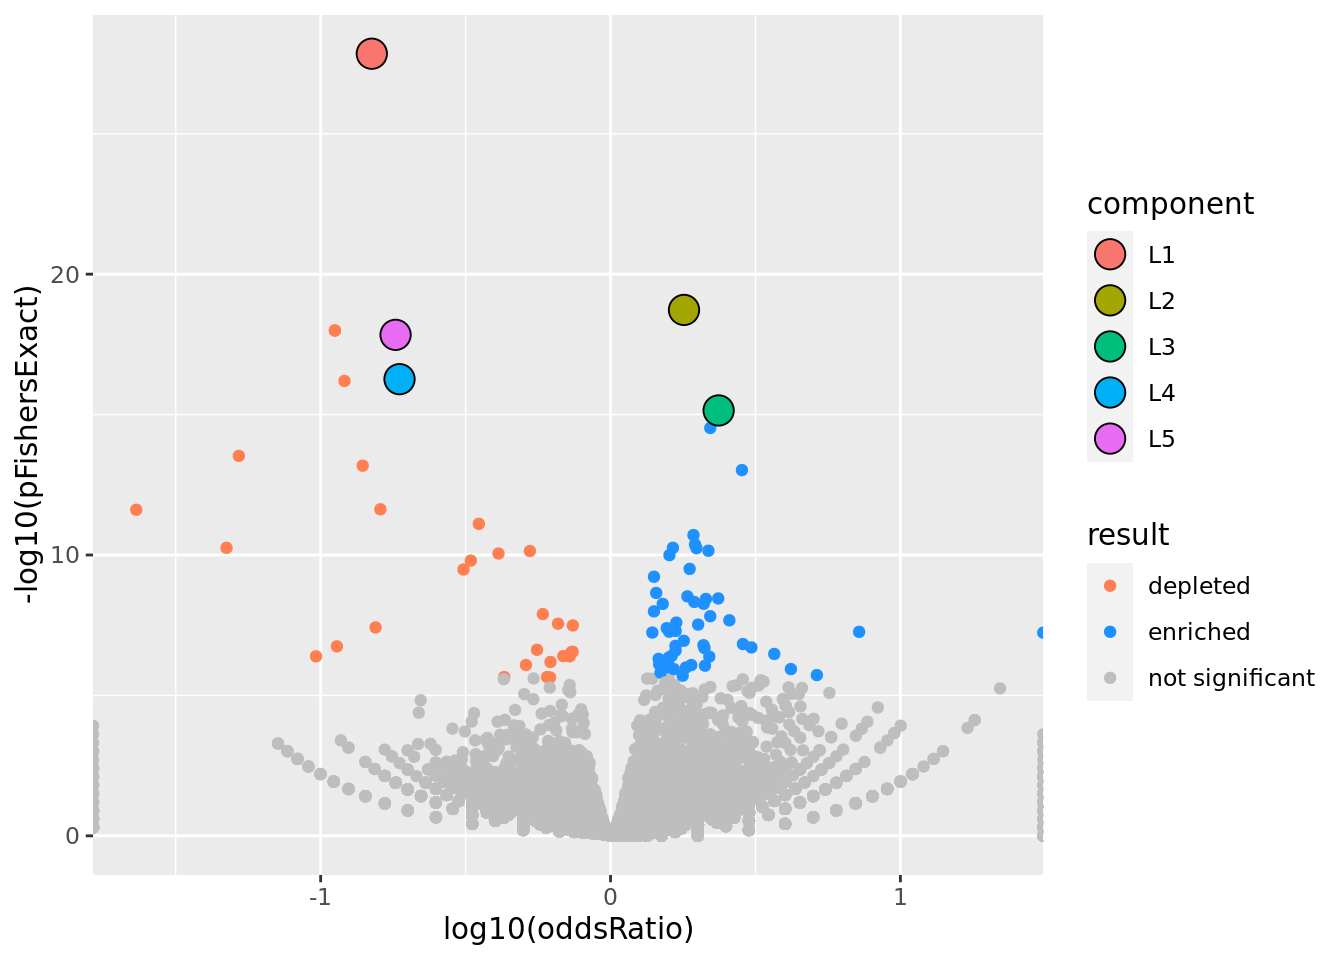 -log10(pFishersExact)
20
10
0
-1
0
1
log10(oddsRatio)
component
L1
L2
L3
L4
L5
result
depleted
enriched
not significant